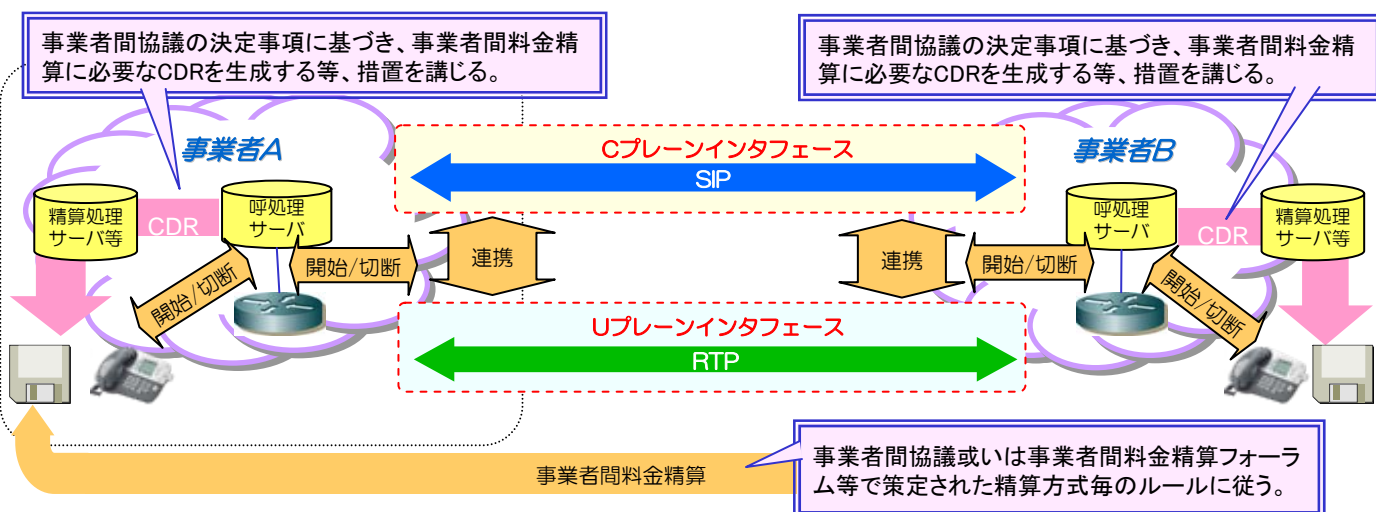 事業者間協議の決定事項に基づき、事業者間料金精
算に必要なCDRを生成する等、措置を講じる。
事業者間協議の決定事項に基づき、事業者間料金精
算に必要なCDRを生成する等、措置を講じる。
事業者A
Cプレーンインタフェース
SIP
事業者B
精算処理
サーバ等
CDR
呼処理
サーバ
呼処理
サーバ
CDR
精算処理
サーバ等
開始/切断
開始/切断
連携
連携
開始/切断
開始/切断
Uプレーンインタフェース
RTP
事業者間料金精算
事業者間協議或いは事業者間料金精算フォーラ
ム等で策定された精算方式毎のルールに従う。